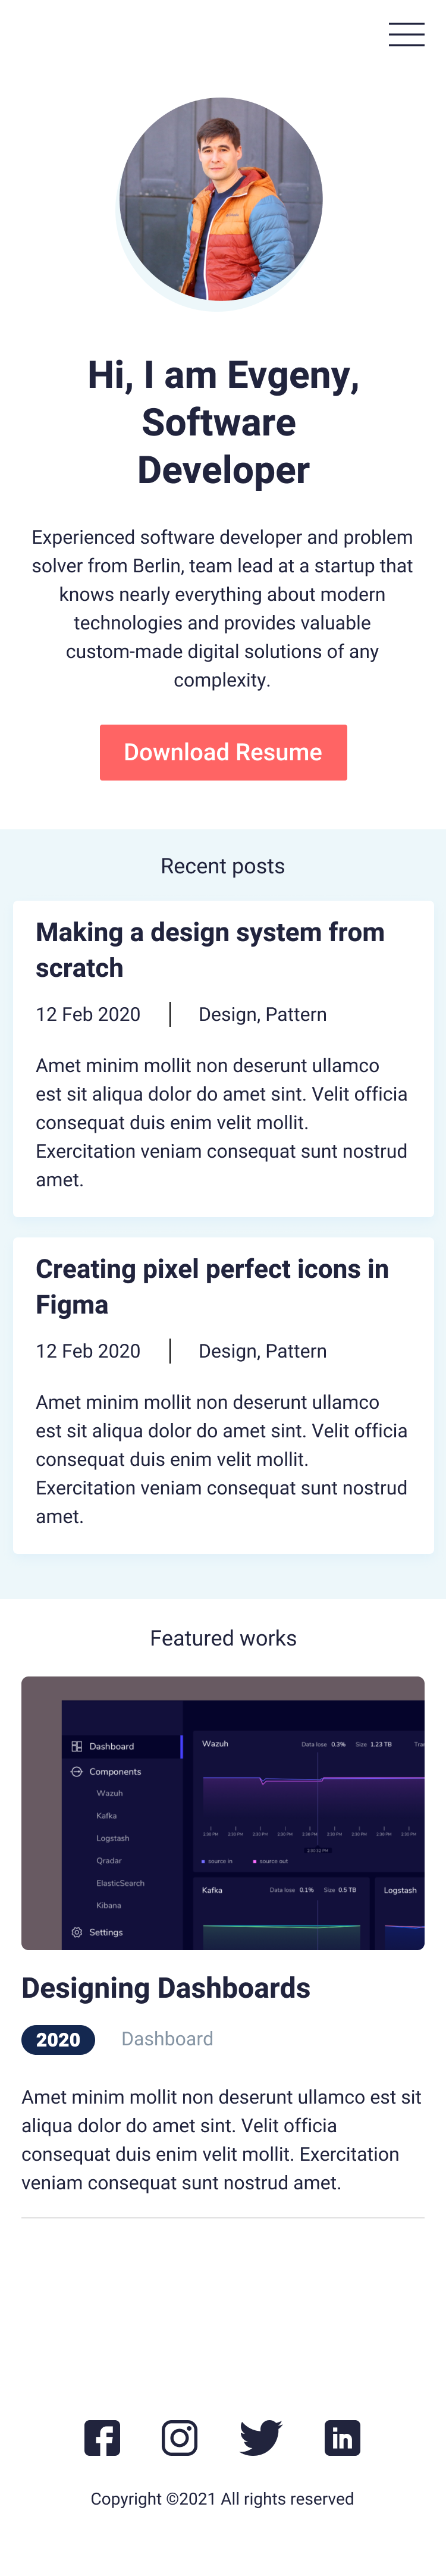 Hi, I am Evgeny,
Software
Developer
Experienced software developer and problem
solver from Berlin, team lead at a startup that
knows nearly everything about modern
technologies and provides valuable
custom-made digital solutions of any
complexity.
Download Resume
Recent posts
Making a design system from
scratch
12 Feb 2020 | Design, Pattern
Amet minim mollit non deserunt ullamco
est sit aliqua dolor do amet sint. Velit officia
consequat duis enim velit mollit.
Exercitation veniam consequat sunt nostrud
amet.
Creating pixel perfect icons in
Figma
12 Feb 2020 | Design, Pattern
Amet minim mollit non deserunt ullamco
est sit aliqua dolor do amet sint. Velit officia
consequat duis enim velit mollit.
Exercitation veniam consequat sunt nostrud
amet.
Featured works
Dashboard
Components
Wazuh
Kafka
Logstash
Qradar
ElasticSearch
Kibana
Settings
Wazuh Data lose 0.3% Size 1.23 TB
source in source out
Kafka Data lose 0.1% Size 0.5 TB
Logstash
Designing Dashboards
2020 Dashboard
Amet minim mollit non deserunt ullamco est sit
aliqua dolor do amet sint. Velit officia
consequat duis enim velit mollit. Exercitation
veniam consequat sunt nostrud amet.
in
Copyright ©2021 All rights reserved